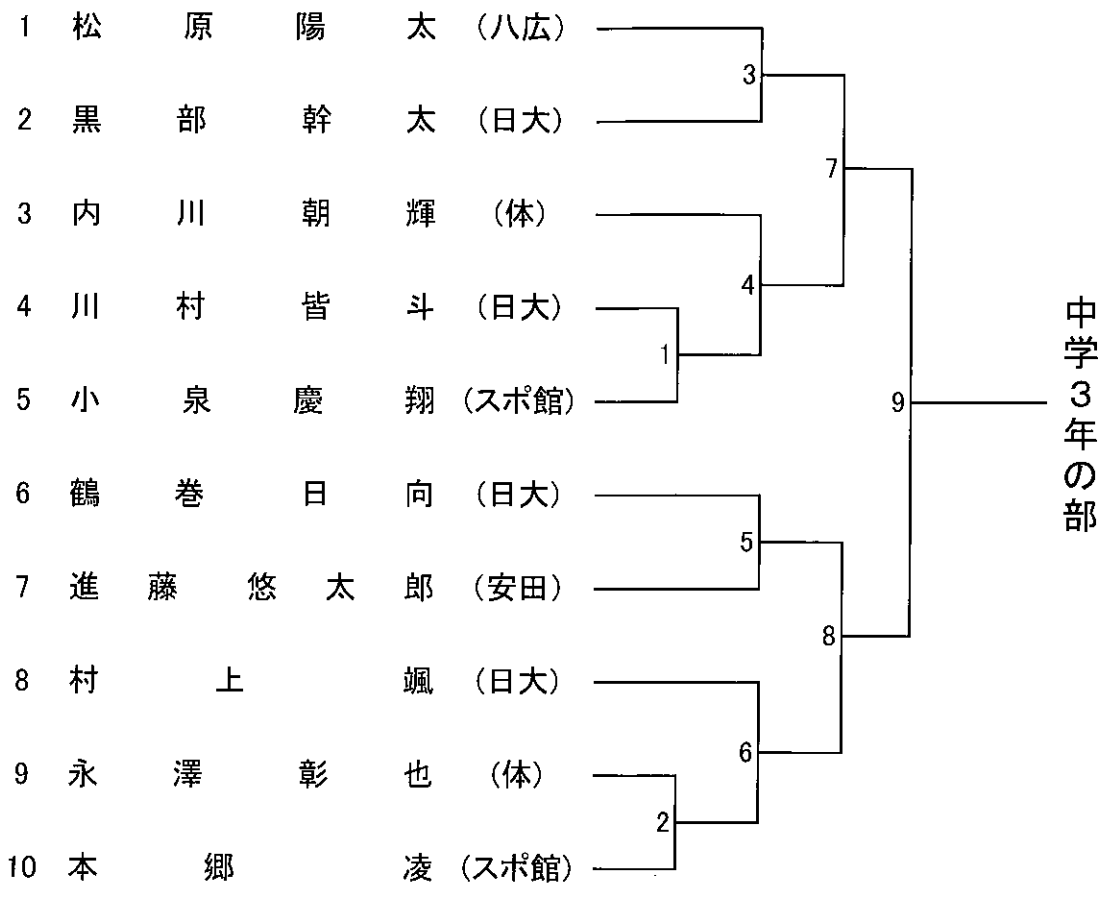 1 松原陽太 (八広)
2 黒部幹太 (日大)
3 内川朝輝 (体)
4 川村皆斗 (日大)
5 小泉慶翔 (スポ館)
6 鶴巻日向 (日大)
7 進藤悠太郎 (安田)
8 村上颯 (日大)
9 永澤彰也 (体)
10 本郷凌 (スポ館)
3
7
4
1
9
5
8
6
2
中学3年の部